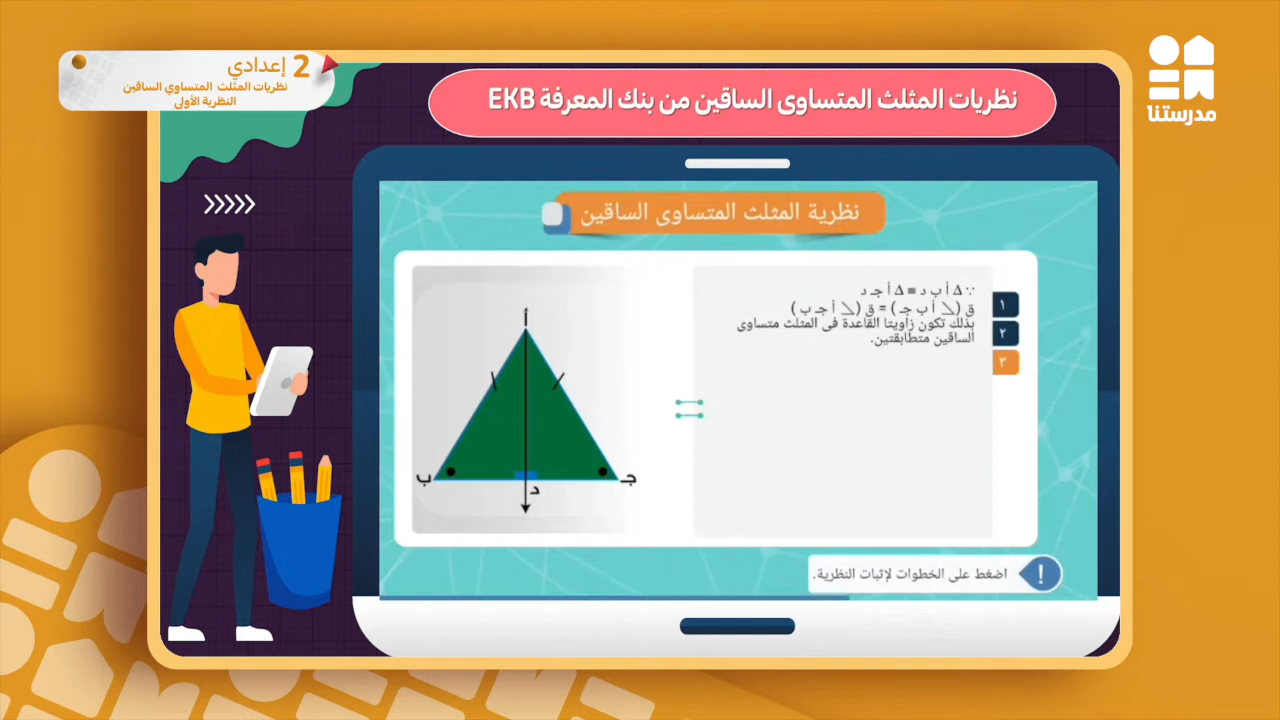 2 إعدادي
نظريات المثلث المتساوي الساقين
النظرية الأولى
نظريات المثلث المتساوى الساقين من بنك المعرفة EKB
مدرستنا
نظرية المثلث المتساوى الساقين
∵ Δ أ ب د ≡ Δ أ جـ د
ق (⦣ أ ب جـ) = ق (⦣ أ جـ ب)
بذلك تكون زاويتا القاعدة فى المثلث متساوى
الساقين متطابقتين.
١
٢
٣
أ
ب
جـ
د
اضغط على الخطوات لإثبات النظرية.
!